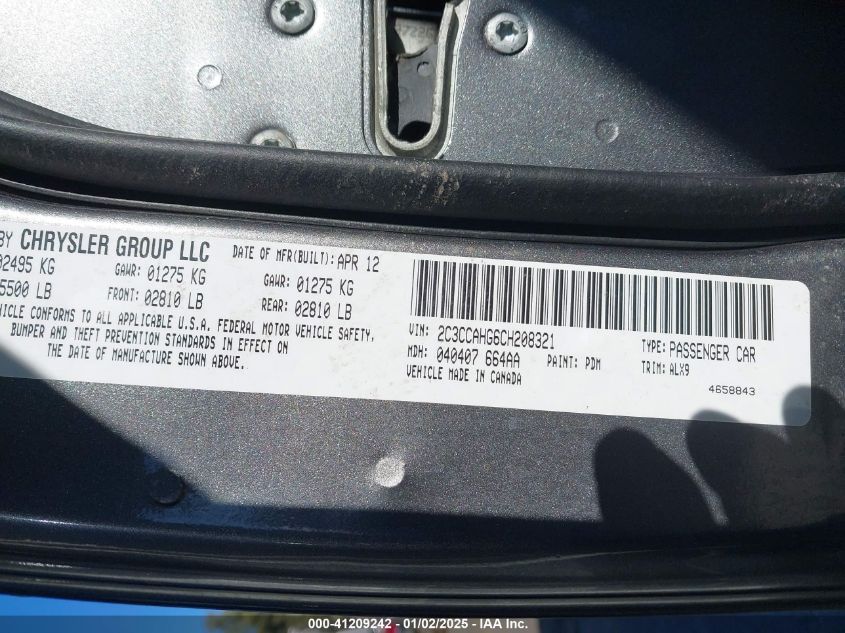 BY CHRYSLER GROUP LLC DATE OF MFR(BUILT): APR 12
02495 KG GAWR: 01275 KG GAWR: 01275 KG
5500 LB FRONT: 02810 LB REAR: 02810 LB
HICLE CONFORMS TO ALL APPLICABLE U.S.A. FEDERAL MOTOR VEHICLE SAFETY,
BUMPER AND THEFT PREVENTION STANDARDS IN EFFECT ON
THE DATE OF MANUFACTURE SHOWN ABOVE.
VIN: 2C3CCAHG6CH208321 TYPE: PASSENGER CAR
MDH: 040407 664AA PAINT: PDM TRIM: ALX9
VEHICLE MADE IN CANADA
4658843
000-41209242 - 01/02/2025 - IAA Inc.